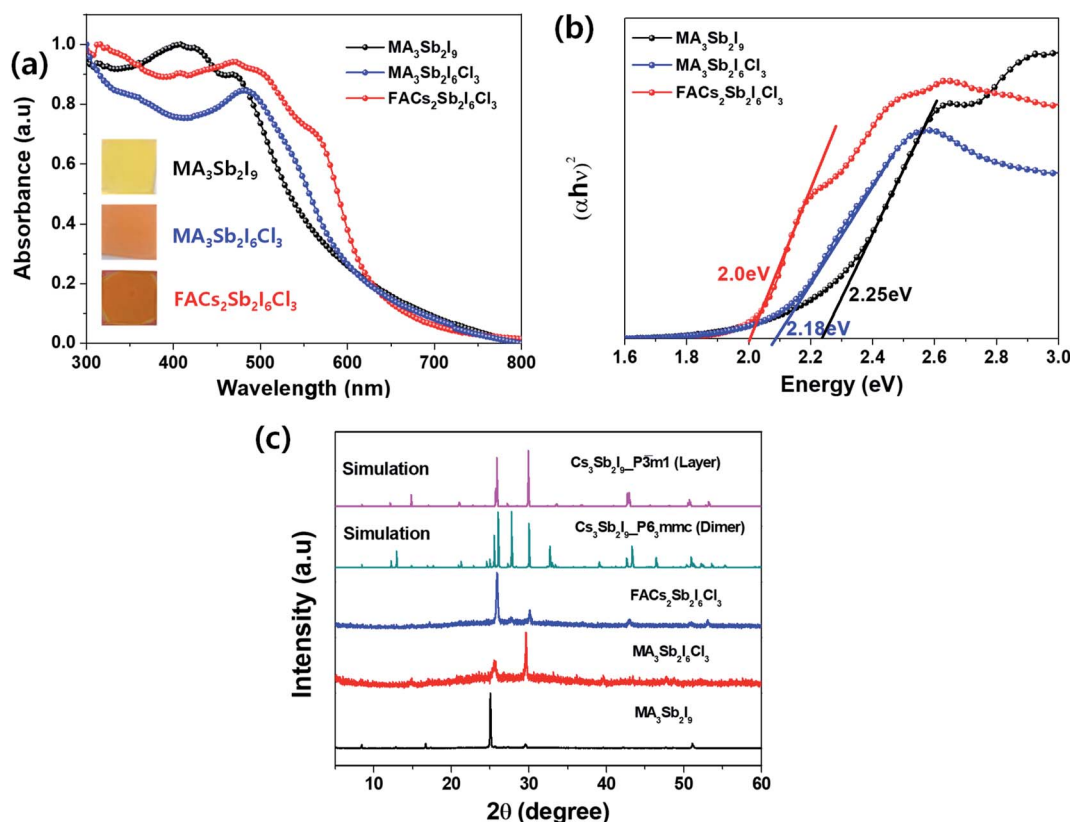 (a)
MA₃Sb₂I₉
MA₃Sb₂I₆Cl₃
FACs₂Sb₂I₆Cl₃
MA₃Sb₂I₉
MA₃Sb₂I₆Cl₃
FACs₂Sb₂I₆Cl₃
Absorbance (a.u)
1.0
0.8
0.6
0.4
0.2
0.0
300 400 500 600 700 800
Wavelength (nm)
(b)
MA₃Sb₂I₉
MA₃Sb₂I₆Cl₃
FACs₂Sb₂I₆Cl₃
(αhν)²
2.0eV
2.18eV
2.25eV
1.6 1.8 2.0 2.2 2.4 2.6 2.8 3.0
Energy (eV)
(c)
Simulation Cs₃Sb₂I₉_P3̅m1 (Layer)
Simulation Cs₃Sb₂I₉_P6₃mmc (Dimer)
FACs₂Sb₂I₆Cl₃
MA₃Sb₂I₆Cl₃
MA₃Sb₂I₉
Intensity (a.u)
10 20 30 40 50 60
2θ (degree)